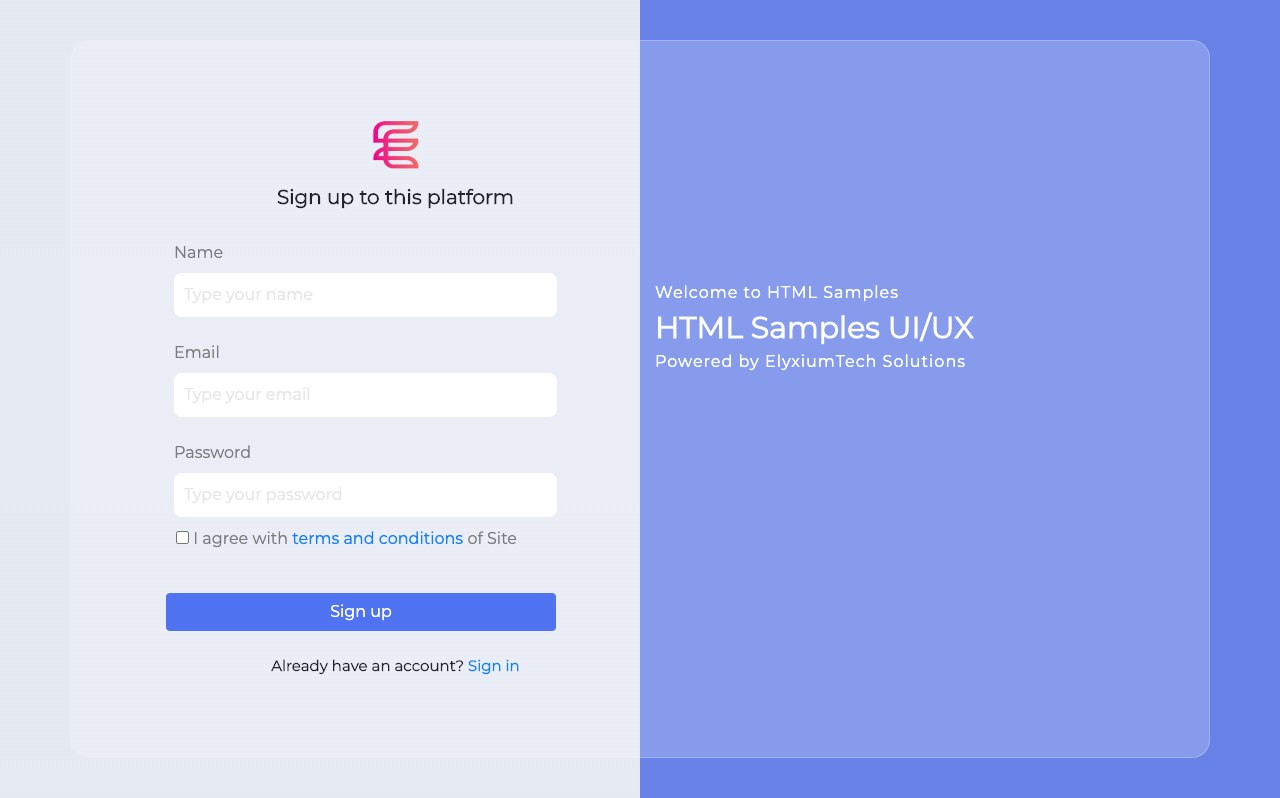 Sign up to this platform
Name
Type your name
Email
Type your email
Password
Type your password
I agree with terms and conditions of Site
Sign up
Already have an account? Sign in
Welcome to HTML Samples
HTML Samples UI/UX
Powered by ElyxiumTech Solutions